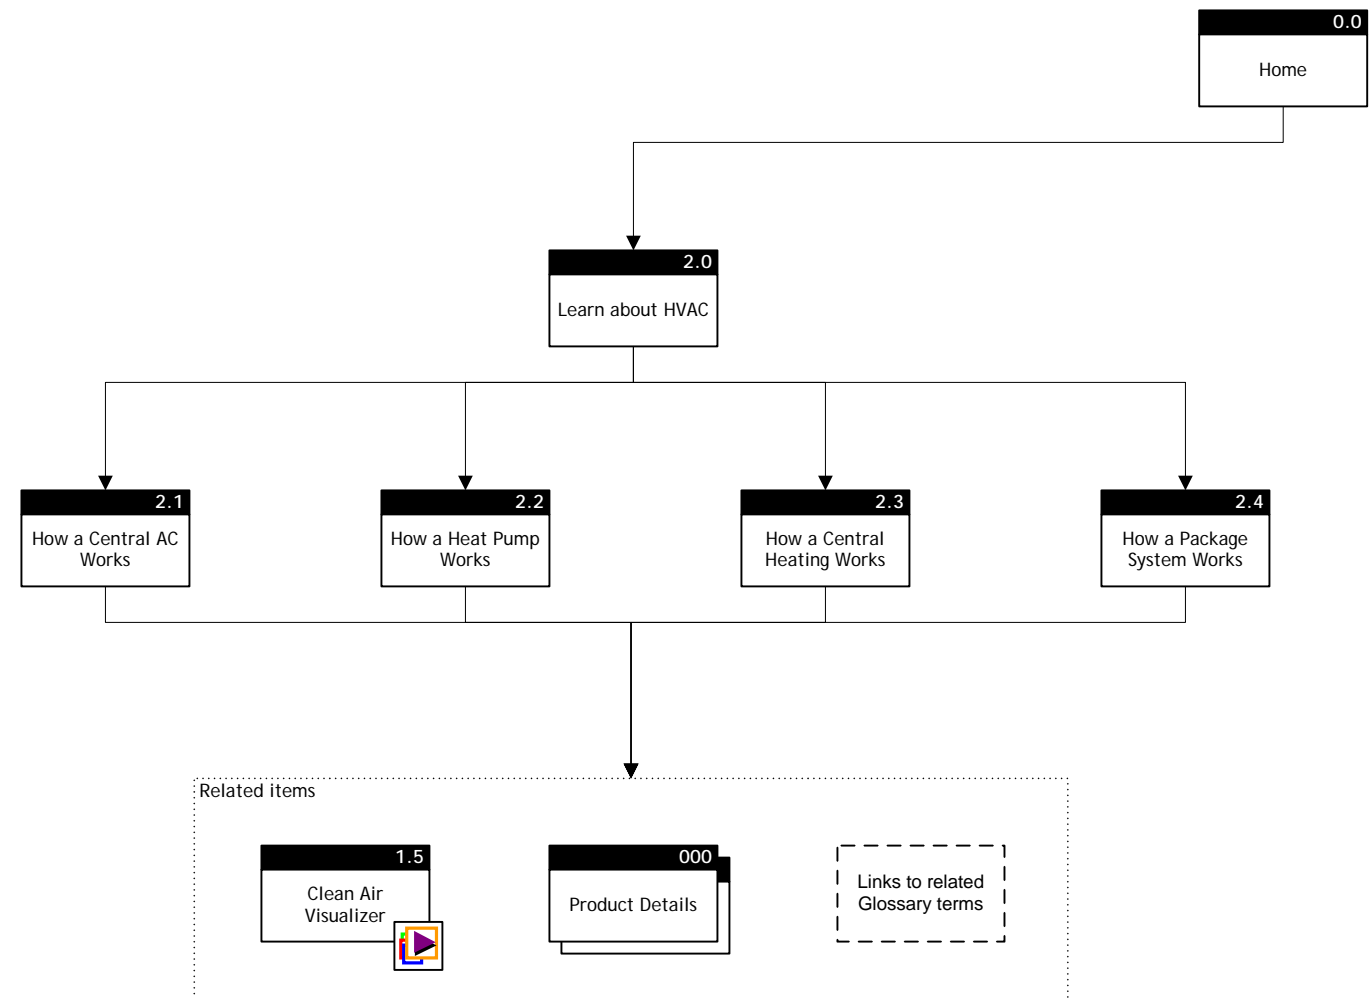 0.0
Home
2.0
Learn about HVAC
2.1
How a Central AC
Works
2.2
How a Heat Pump
Works
2.3
How a Central
Heating Works
2.4
How a Package
System Works
Related items
1.5
Clean Air
Visualizer
000
Product Details
Links to related
Glossary terms